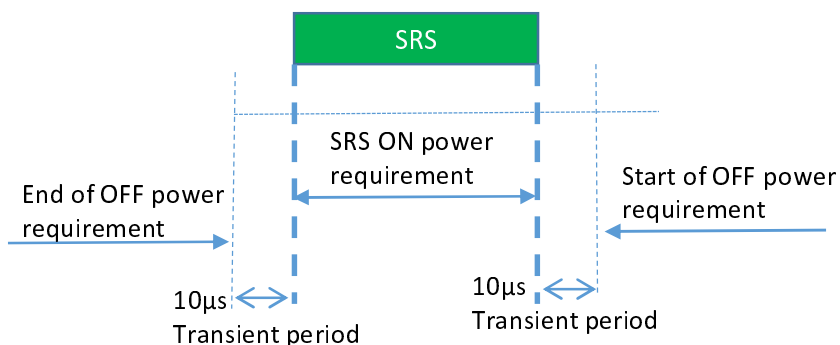 SRS
SRS ON power
requirement
End of OFF power
requirement
Start of OFF power
requirement
10µs
Transient period
10µs
Transient period